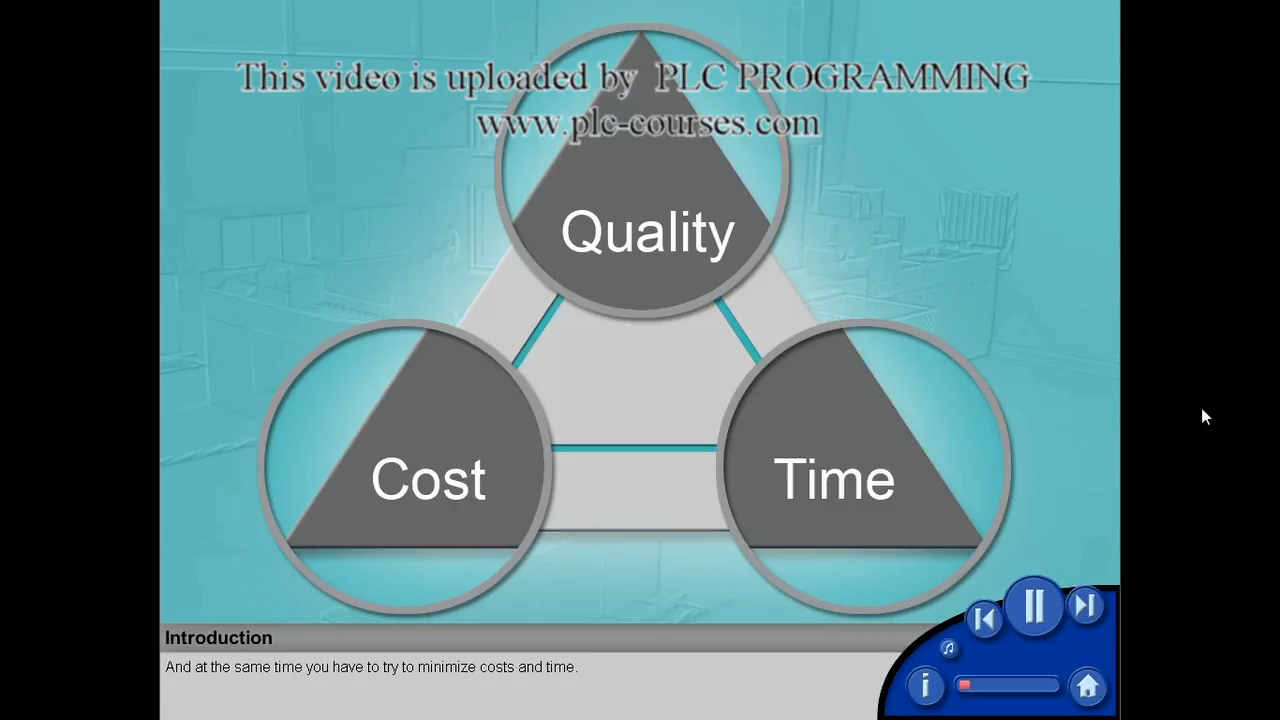 This video is uploaded by PLC PROGRAMMING
www.plc-courses.com
Quality
Cost
Time
Introduction
And at the same time you have to try to minimize costs and time.
i